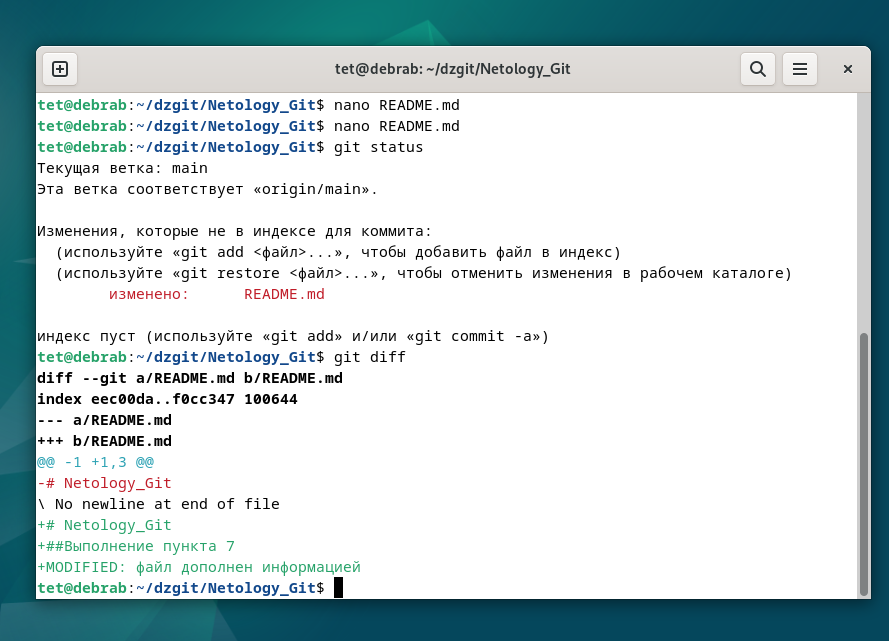 tet@debrab: ~/dzgit/Netology_Git
tet@debrab:~/dzgit/Netology_Git$ nano README.md
tet@debrab:~/dzgit/Netology_Git$ nano README.md
tet@debrab:~/dzgit/Netology_Git$ git status
Текущая ветка: main
Эта ветка соответствует «origin/main».
Изменения, которые не в индексе для коммита:
  (используйте «git add <файл>...», чтобы добавить файл в индекс)
  (используйте «git restore <файл>...», чтобы отменить изменения в рабочем каталоге)
        изменено:      README.md
индекс пуст (используйте «git add» и/или «git commit -a»)
tet@debrab:~/dzgit/Netology_Git$ git diff
diff --git a/README.md b/README.md
index eec00da..f0cc347 100644
--- a/README.md
+++ b/README.md
@@ -1 +1,3 @@
-# Netology_Git
\ No newline at end of file
+# Netology_Git
+##Выполнение пункта 7
+MODIFIED: файл дополнен информацией
tet@debrab:~/dzgit/Netology_Git$